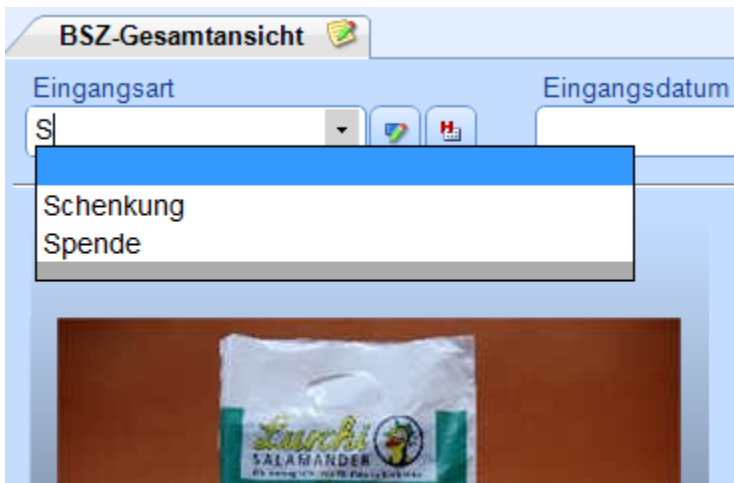 BSZ-Gesamtansicht
Eingangsart Eingangsdatum
S
Schenkung
Spende
Lurchi
SALAMANDER